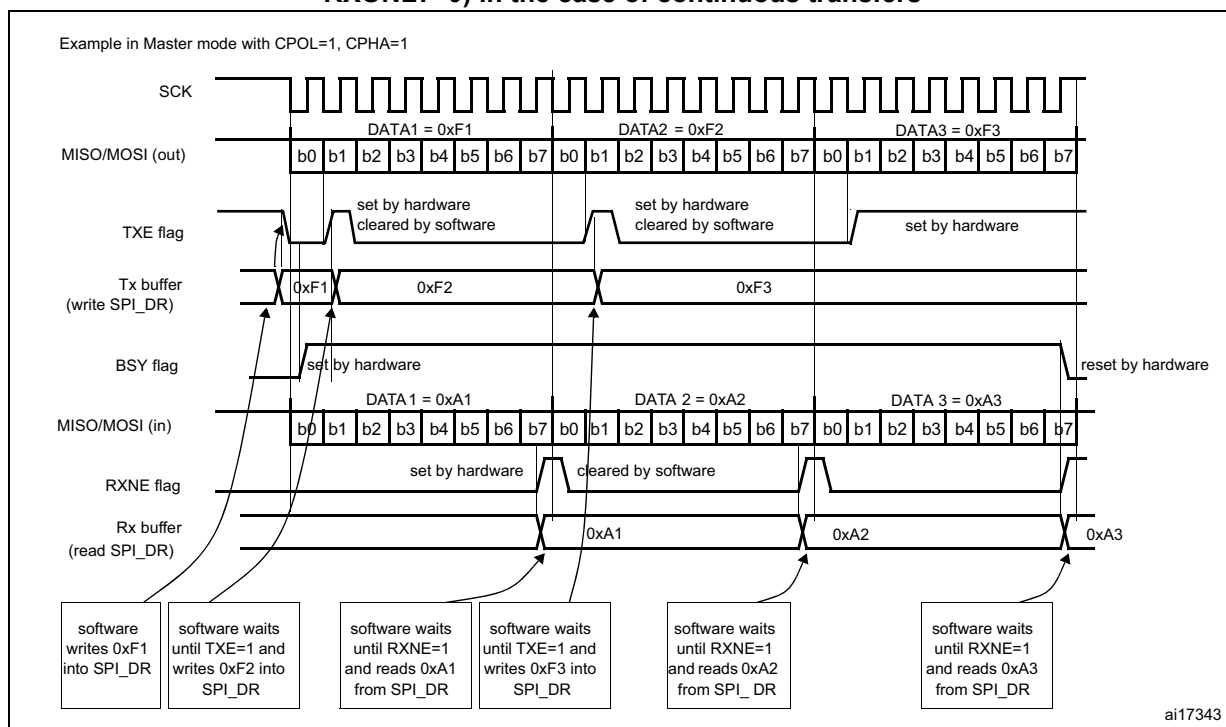 RXONLY=0) in the case of continuous transfers
Example in Master mode with CPOL=1, CPHA=1
SCK
DATA1 = 0xF1 DATA2 = 0xF2 DATA3 = 0xF3
MISO/MOSI (out)
b0 b1 b2 b3 b4 b5 b6 b7 b0 b1 b2 b3 b4 b5 b6 b7 b0 b1 b2 b3 b4 b5 b6 b7
set by hardware
cleared by software
set by hardware
cleared by software
set by hardware
TXE flag
Tx buffer
(write SPI_DR)
0xF1 0xF2 0xF3
BSY flag
set by hardware
reset by hardware
DATA 1 = 0xA1 DATA 2 = 0xA2 DATA 3 = 0xA3
MISO/MOSI (in)
b0 b1 b2 b3 b4 b5 b6 b7 b0 b1 b2 b3 b4 b5 b6 b7 b0 b1 b2 b3 b4 b5 b6 b7
set by hardware
cleared by software
RXNE flag
Rx buffer
(read SPI_DR)
0xA1 0xA2 0xA3
software
writes 0xF1
into SPI_DR
software waits
until TXE=1 and
writes 0xF2 into
SPI_DR
software waits
until RXNE=1
and reads 0xA1
from SPI_DR
software waits
until TXE=1 and
writes 0xF3 into
SPI_DR
software waits
until RXNE=1
and reads 0xA2
from SPI_ DR
software waits
until RXNE=1
and reads 0xA3
from SPI_DR
ai17343